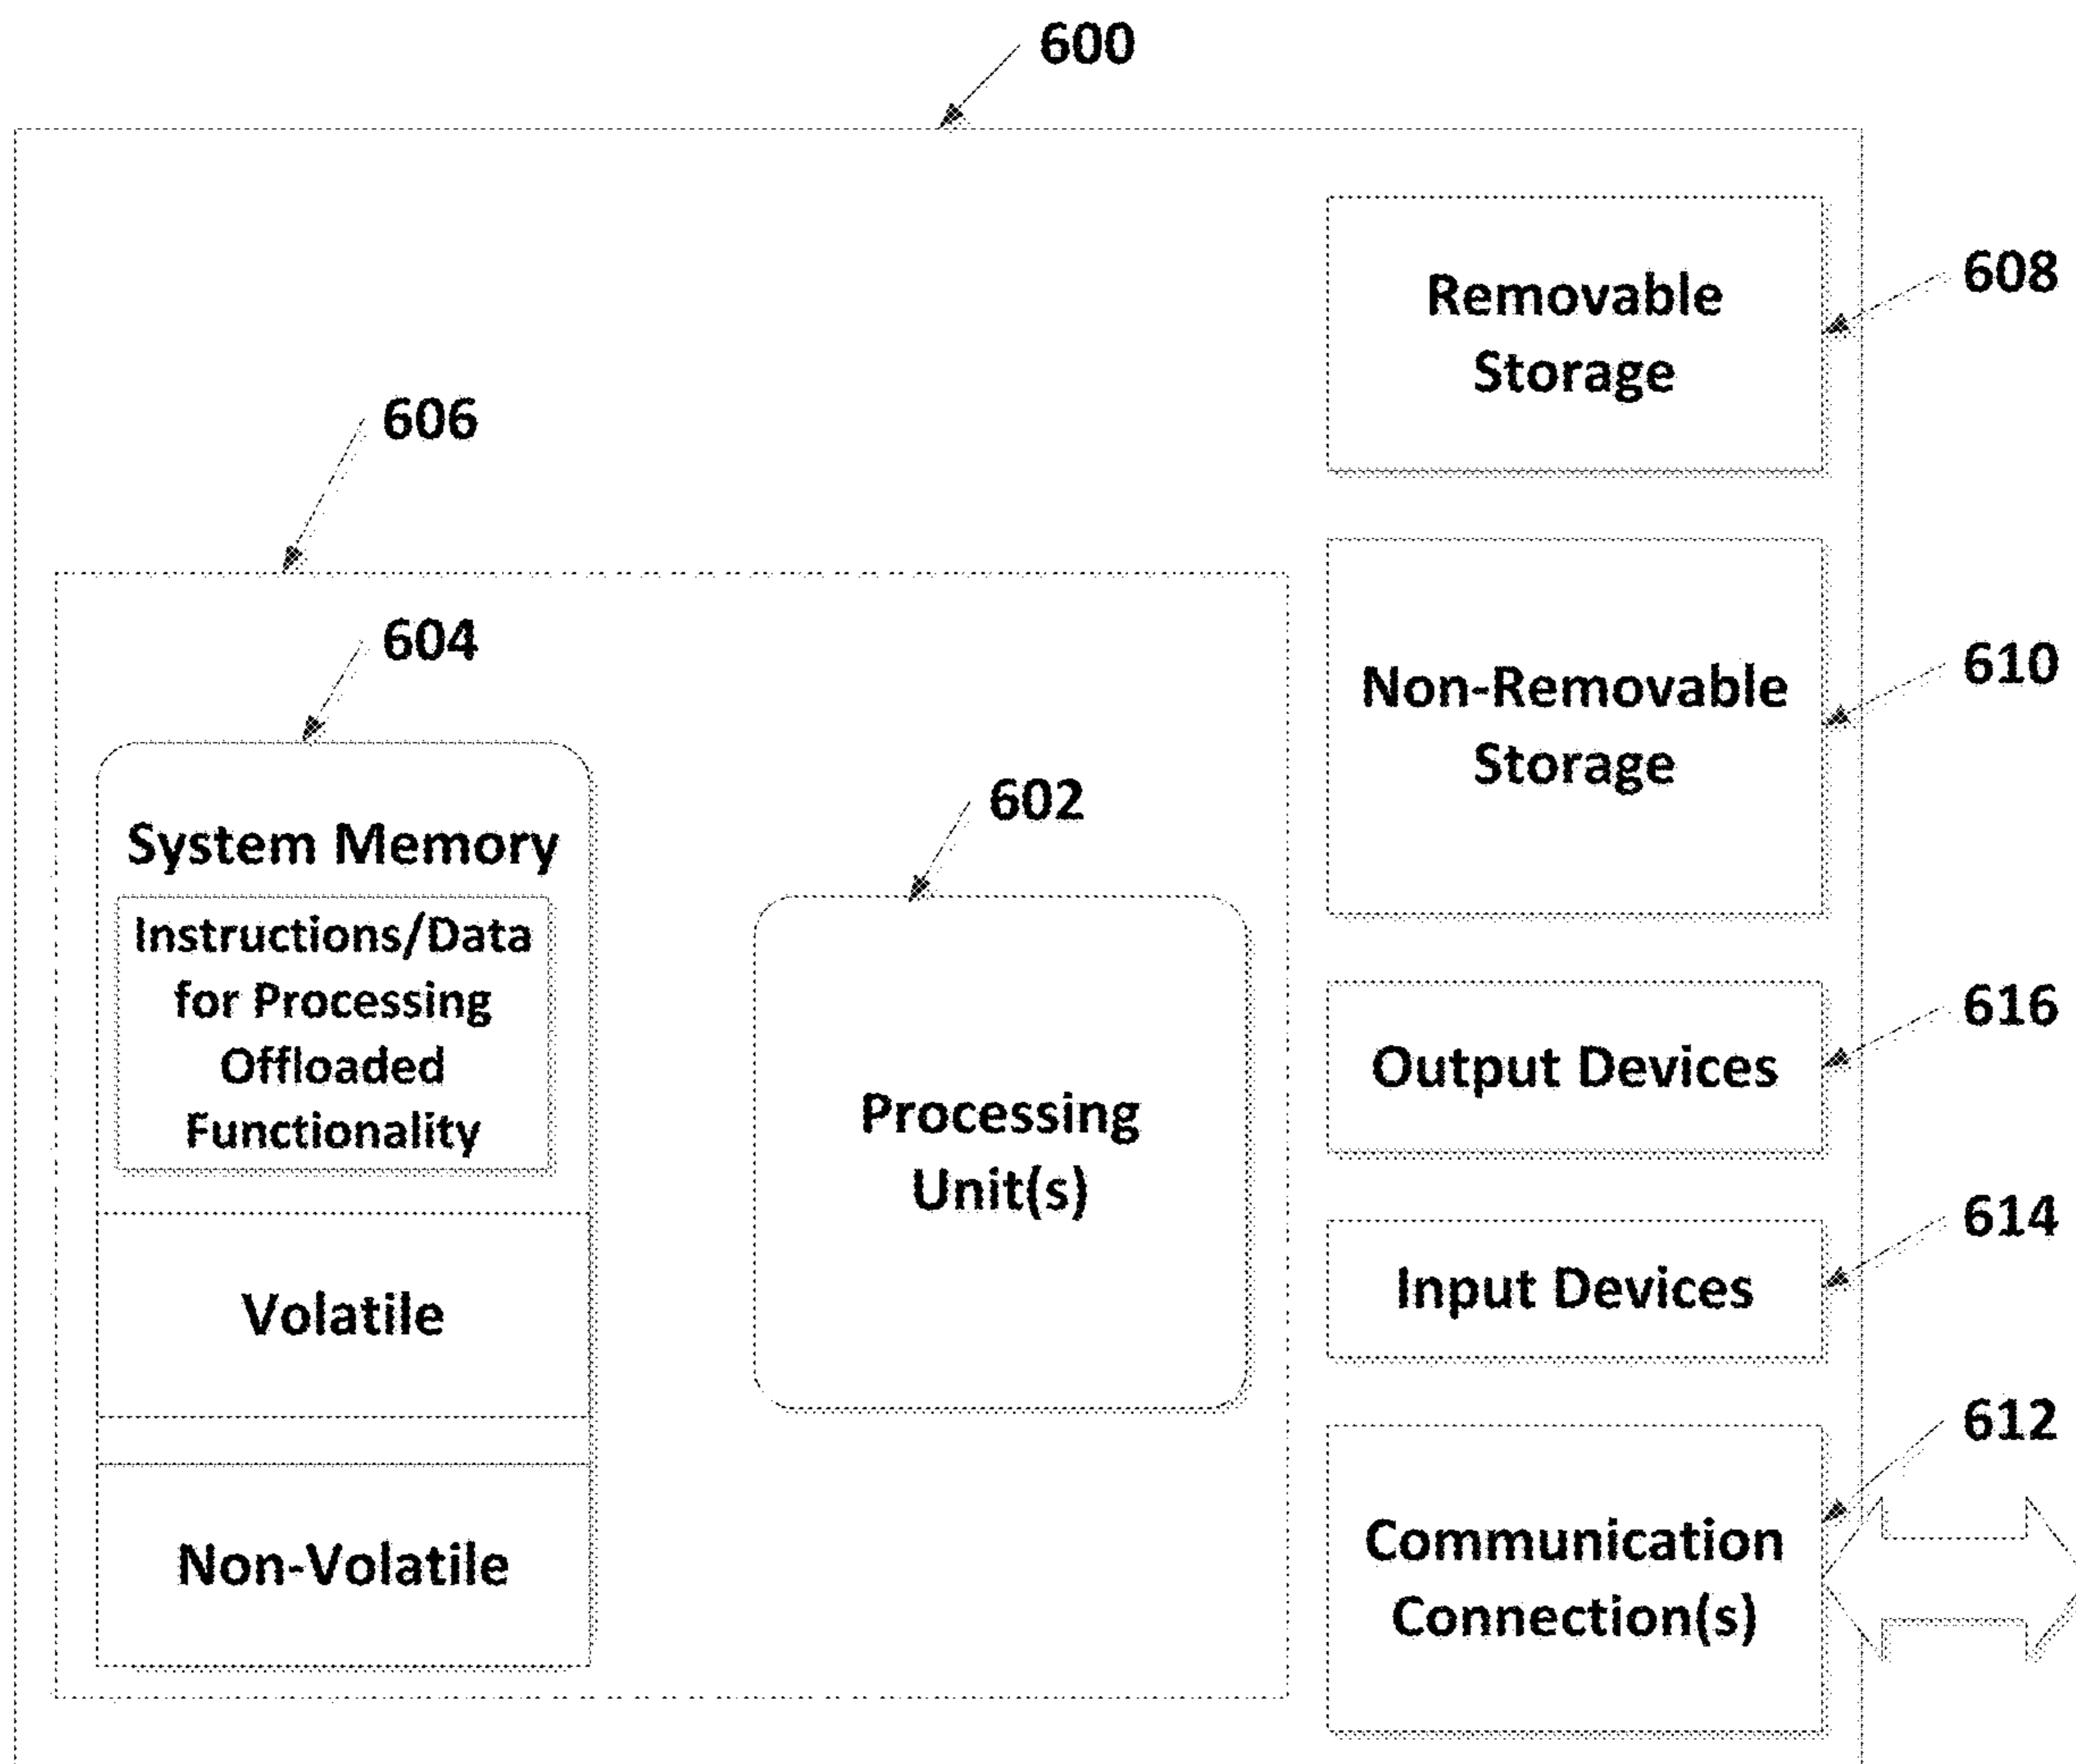 600
Removable
Storage
608
606
Non-Removable
Storage
610
604
System Memory
Instructions/Data
for Processing
Offloaded
Functionality
Volatile
Non-Volatile
602
Processing
Unit(s)
Output Devices
616
Input Devices
614
Communication
Connection(s)
612